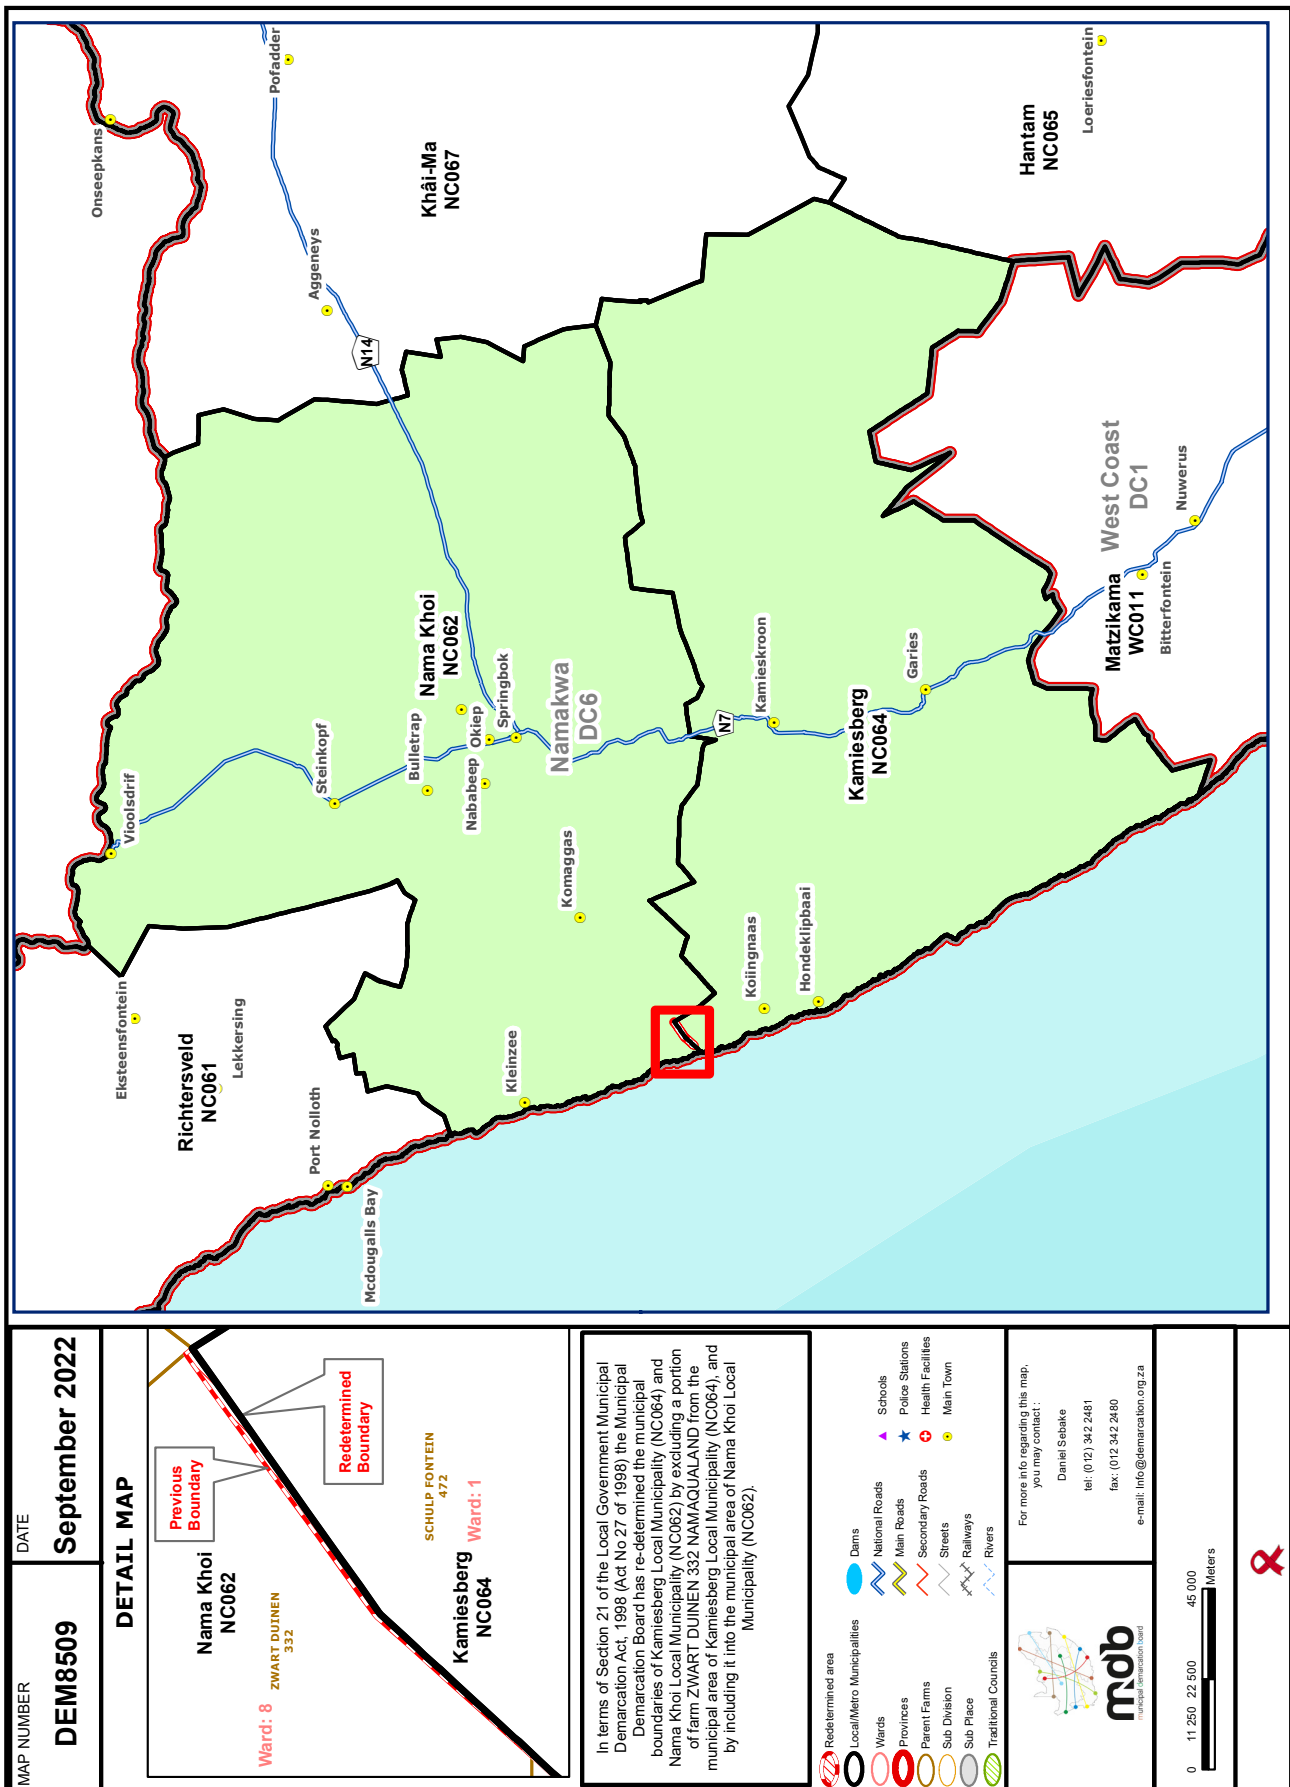 MAP NUMBER
DEM8509
DATE
September 2022
DETAIL MAP
Previous
Boundary
Redetermined
Boundary
Nama Khoi
NC062
Ward: 8
ZWART DUINEN
332
SCHULP FONTEIN
472
Kamiesberg
NC064
Ward: 1
In terms of Section 21 of the Local Government Municipal
Demarcation Act, 1998 (Act No 27 of 1998) the Municipal
Demarcation Board has re-determined the municipal
boundaries of Kamiesberg Local Municipality (NC064) and
Nama Khoi Local Municipality (NC062) by excluding a portion
of farm ZWART DUINEN 332 NAMAQUALAND from the
municipal area of Kamiesberg Local Municipality (NC064), and
by including it into the municipal area of Nama Khoi Local
Municipality (NC062).
Redetermined area
Local/Metro Municipalities
Wards
Provinces
Parent Farms
Sub Division
Sub Place
Traditional Councils
Dams
National Roads
Main Roads
Secondary Roads
Streets
Railways
Rivers
Schools
Police Stations
Health Facilities
Main Town
mdb
municipal demarcation board
For more info regarding this map,
you may contact :
Daniel Sebake
tel: (012) 342 2481
fax: (012 342 2480
e-mail: Info@demarcation.org.za
0 11 250 22 500 45 000
Meters
Onseepkans
Pofadder
Aggeneys
N14
Khâi-Ma
NC067
Hantam
NC065
Loeriesfontein
Vioolsdrif
Steinkopf
Bulletrap
Nama Khoi
NC062
Okiep
Nababeep
Springbok
Namakwa
DC6
Komaggas
Eksteensfontein
Richtersveld
NC061
Lekkersing
Port Nolloth
Mcdougalls Bay
Kleinzee
N7
Kamieskroon
Kamiesberg
NC064
Garies
Koiingnaas
Hondeklipbaai
Matzikama
WC011
West Coast
DC1
Bitterfontein
Nuwerus